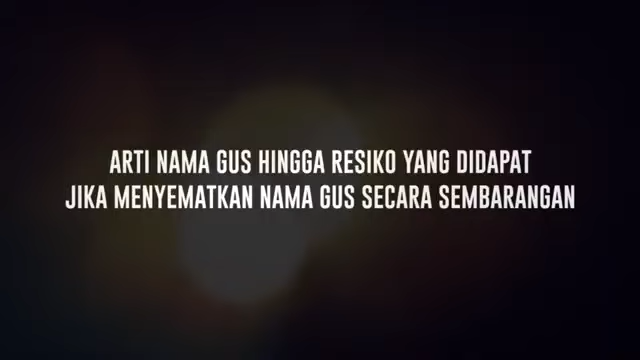 ARTI NAMA GUS HINGGA RESIKO YANG DIDAPAT
JIKA MENYEMATKAN NAMA GUS SECARA SEMBARANGAN